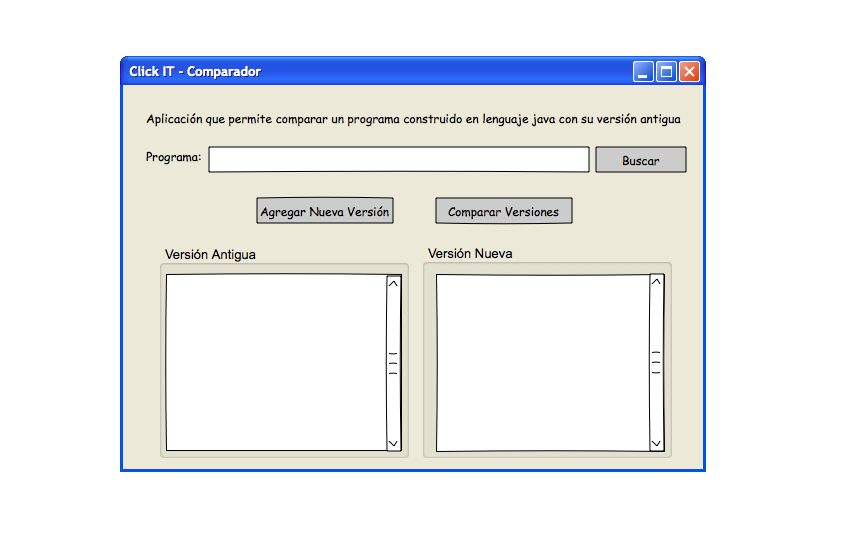 Click IT - Comparador
Aplicación que permite comparar un programa construido en lenguaje java con su versión antigua
Programa:
Buscar
Agregar Nueva Versión
Comparar Versiones
Versión Antigua
Versión Nueva